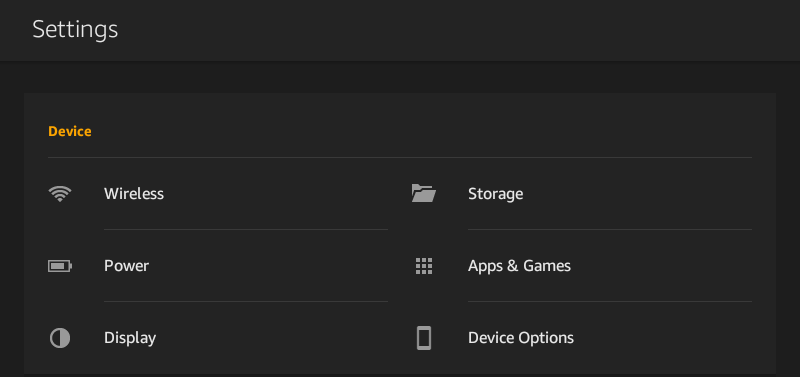 Settings
Device
Wireless
Storage
Power
Apps & Games
Display
Device Options